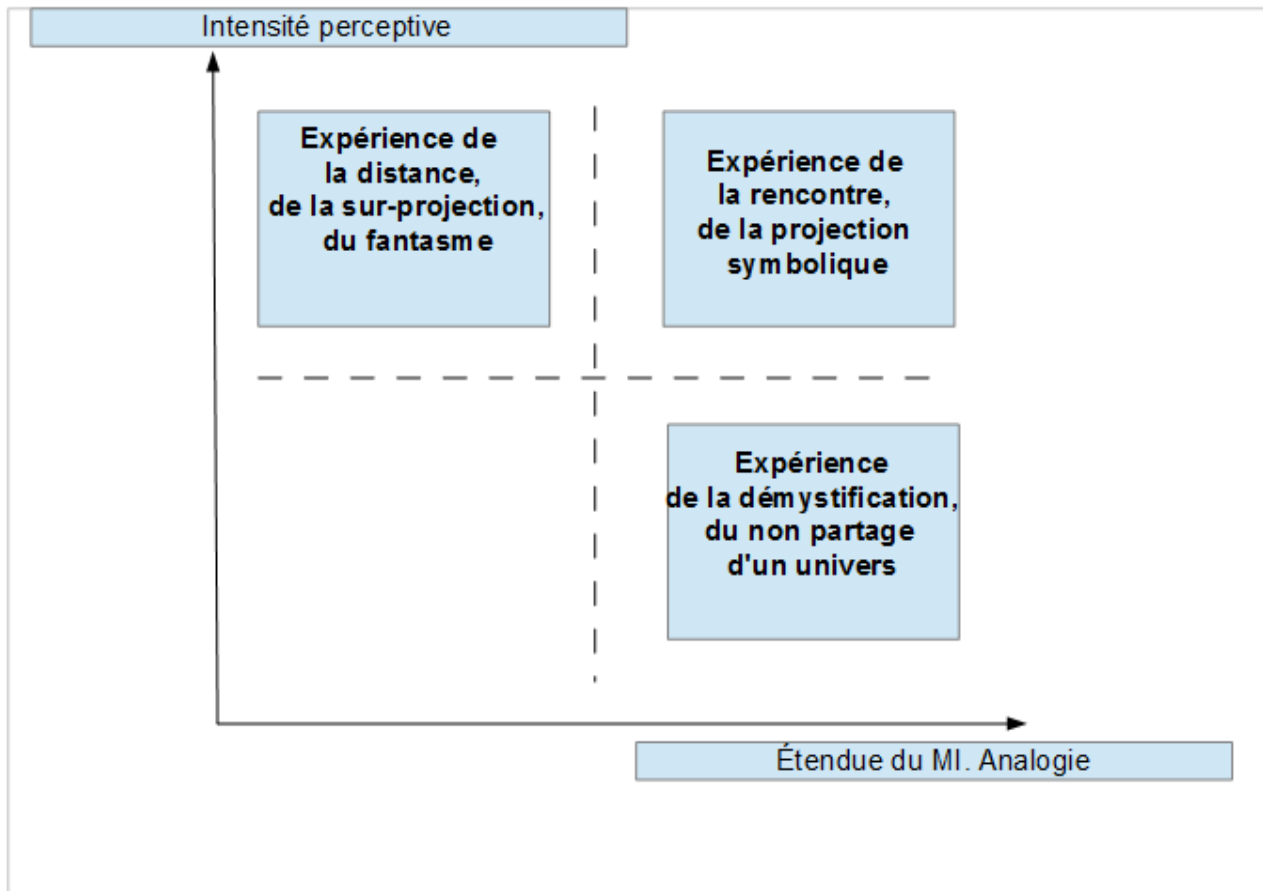 Intensité perceptive
Expérience de
la distance,
de la sur-projection,
du fantasme
Expérience de
la rencontre,
de la projection
symbolique
Expérience
de la démystification,
du non partage
d'un univers
Étendue du MI. Analogie